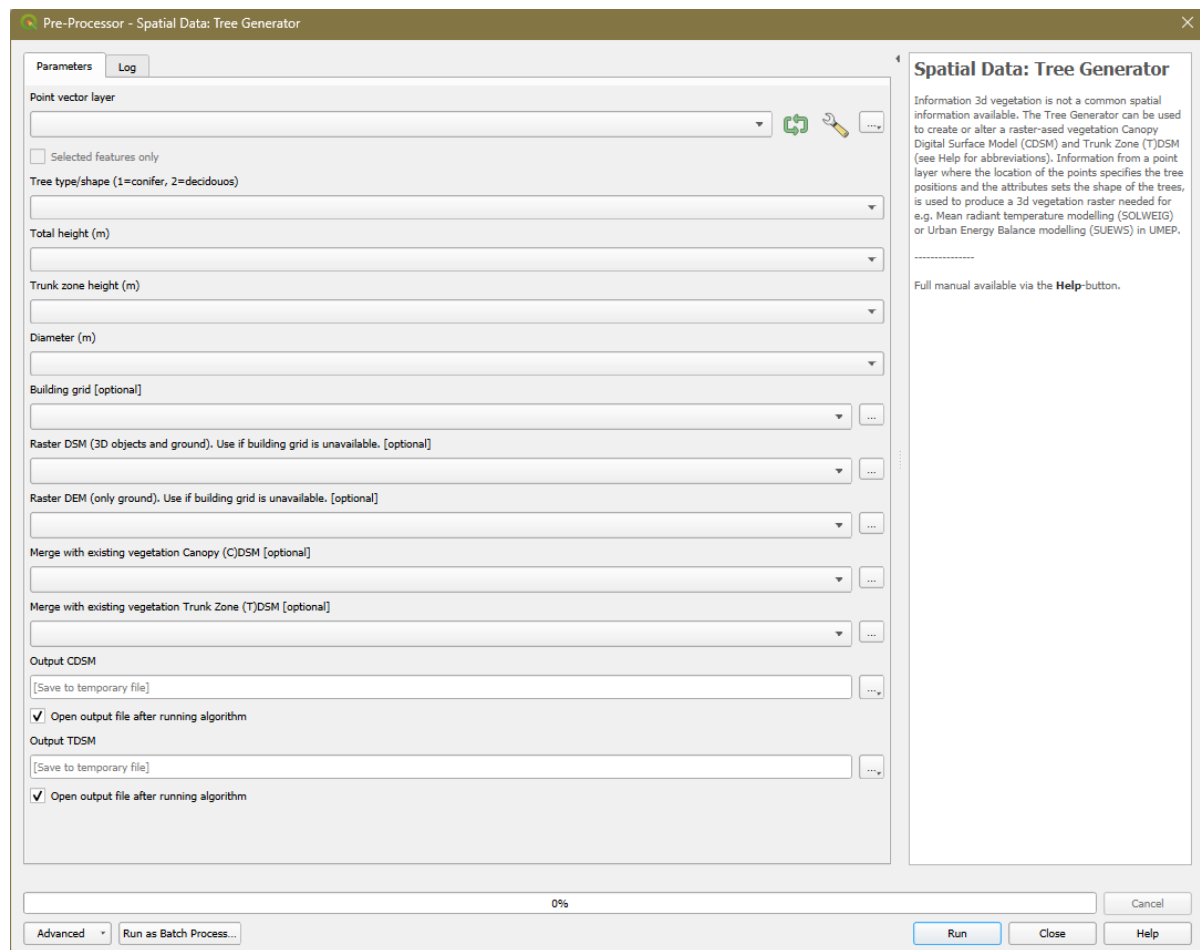 Pre-Processor - Spatial Data: Tree Generator
Parameters
Log
Point vector layer
...
Selected features only
Tree type/shape (1=conifer, 2=decidouos)
Total height (m)
Trunk zone height (m)
Diameter (m)
Building grid [optional]
...
Raster DSM (3D objects and ground). Use if building grid is unavailable. [optional]
...
Raster DEM (only ground). Use if building grid is unavailable. [optional]
...
Merge with existing vegetation Canopy (C)DSM [optional]
...
Merge with existing vegetation Trunk Zone (T)DSM [optional]
...
Output CDSM
[Save to temporary file]
...
Open output file after running algorithm
Output TDSM
[Save to temporary file]
...
Open output file after running algorithm
Spatial Data: Tree Generator
Information 3d vegetation is not a common spatial
information available. The Tree Generator can be used
to create or alter a raster-ased vegetation Canopy
Digital Surface Model (CDSM) and Trunk Zone (T)DSM
(see Help for abbreviations). Information from a point
layer where the location of the points specifies the tree
positions and the attributes sets the shape of the trees,
is used to produce a 3d vegetation raster needed for
e.g. Mean radiant temperature modelling (SOLWEIG)
or Urban Energy Balance modelling (SUEWS) in UMEP.
---------------
Full manual available via the Help-button.
0%
Cancel
Advanced
Run as Batch Process...
Run
Close
Help